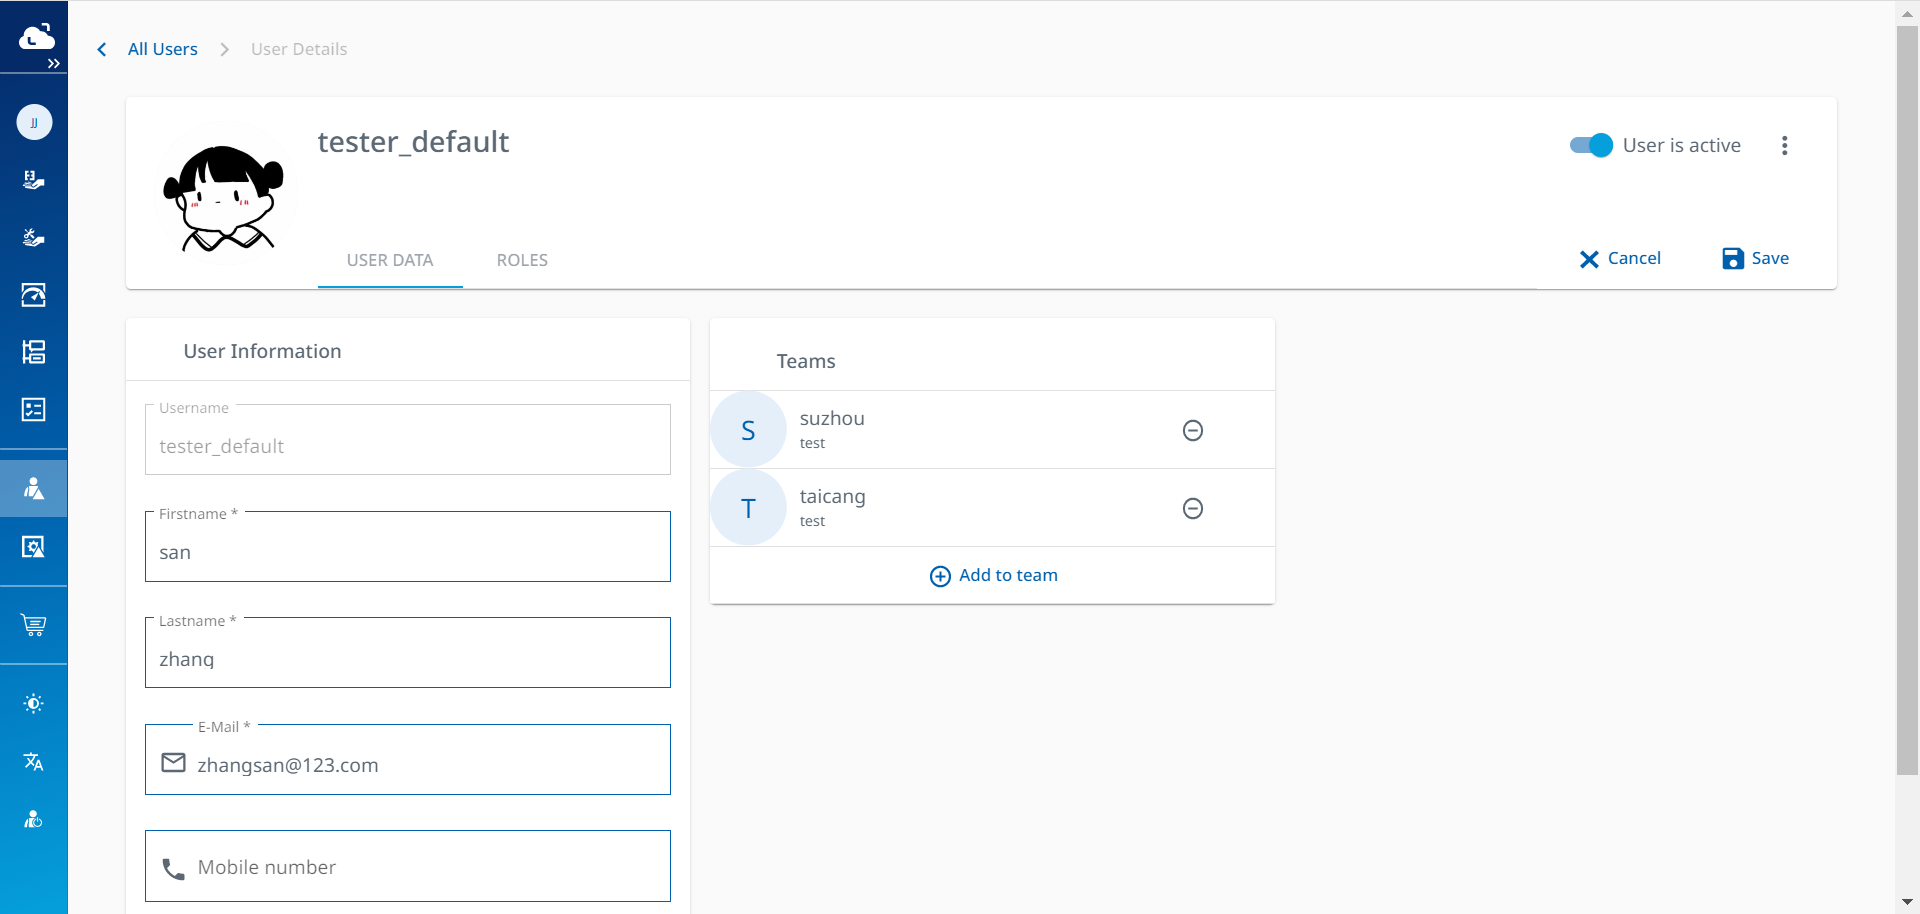 All Users > User Details
JJ
tester_default
User is active
USER DATA
ROLES
Cancel
Save
User Information
Username
tester_default
Firstname *
san
Lastname *
zhang
E-Mail *
zhangsan@123.com
Mobile number
Teams
S
suzhou
test
T
taicang
test
Add to team